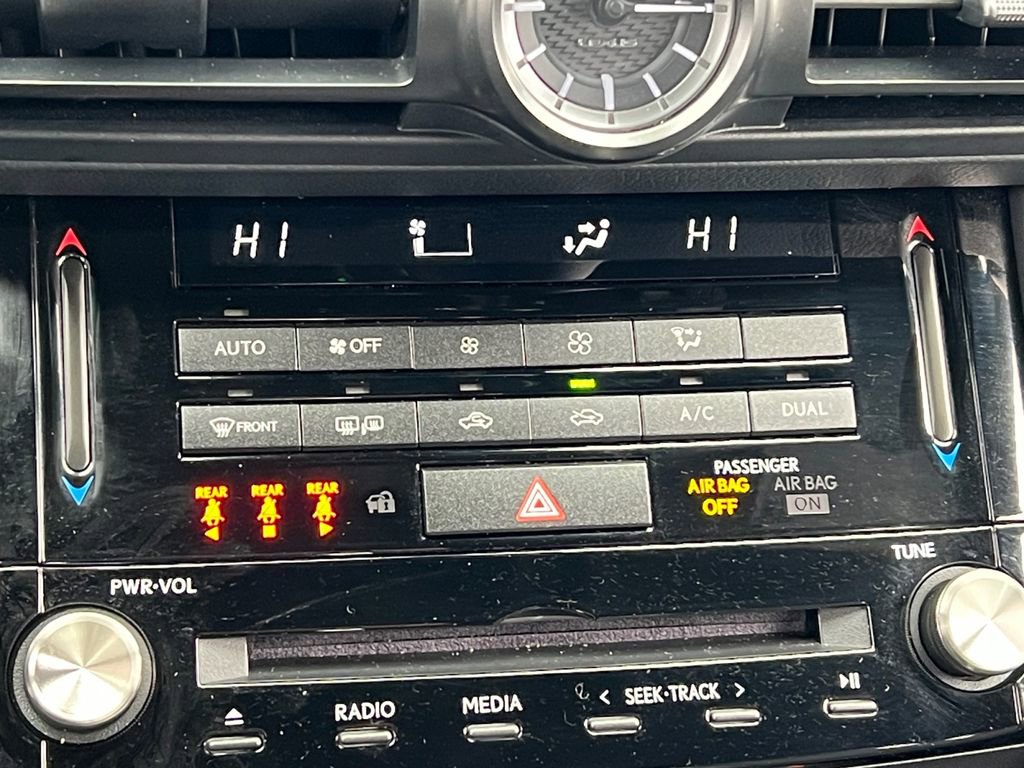 LEXUS
HI HI
AUTO OFF
FRONT A/C DUAL
REAR REAR REAR
PASSENGER
AIR BAG AIR BAG
OFF ON
TUNE
PWR•VOL
RADIO MEDIA < SEEK•TRACK >